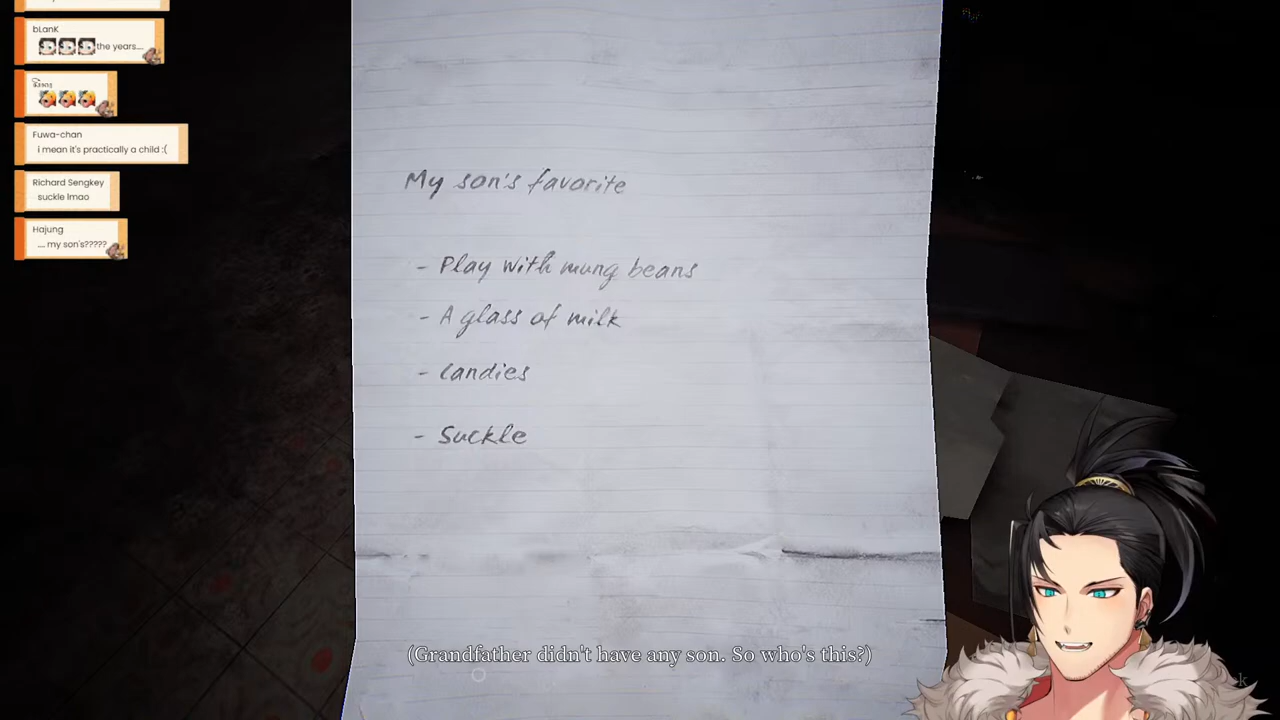 bLanK
the years....
Fuwa-chan
i mean it's practically a child :(
Richard Sengkey
suckle lmao
Hajung
.... my son's?????
My son's favorite
- Play with mung beans
- A glass of milk
- Candies
- Suckle
(Grandfather didn't have any son. So who's this?)